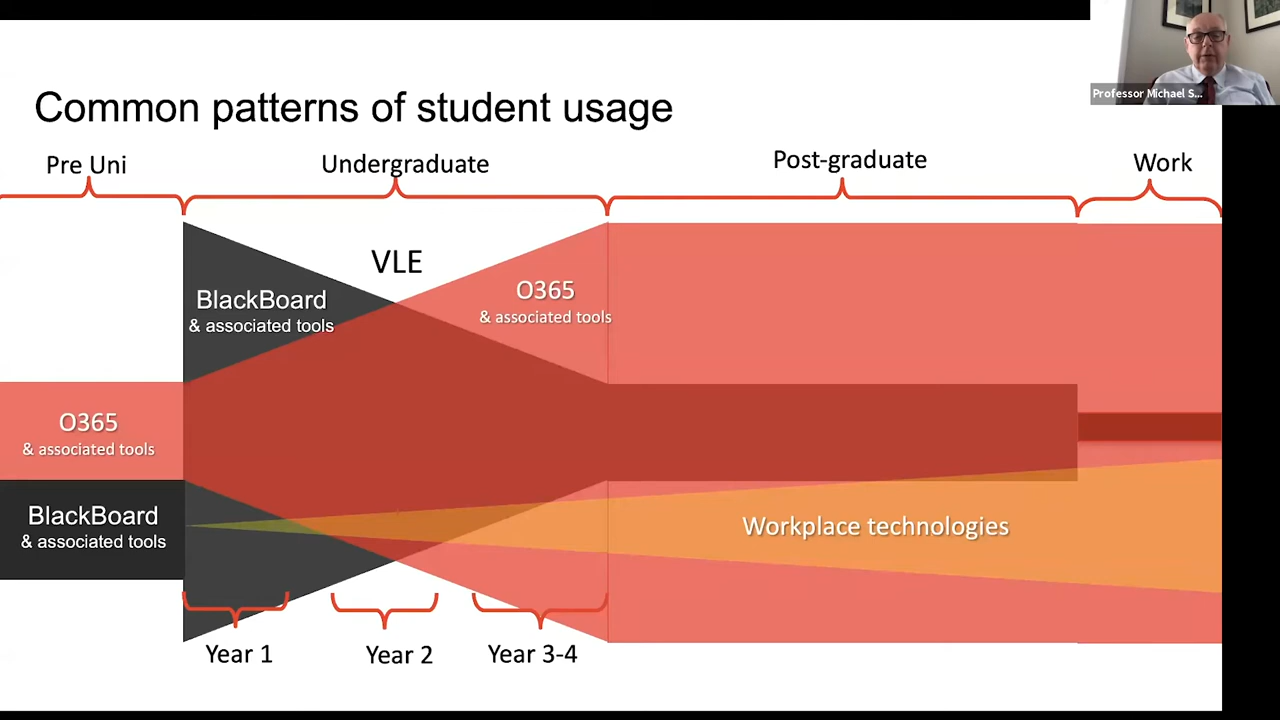 Professor Michael S...
Common patterns of student usage
Pre Uni
Undergraduate
Post-graduate
Work
VLE
BlackBoard
& associated tools
O365
& associated tools
O365
& associated tools
BlackBoard
& associated tools
Workplace technologies
Year 1
Year 2
Year 3-4